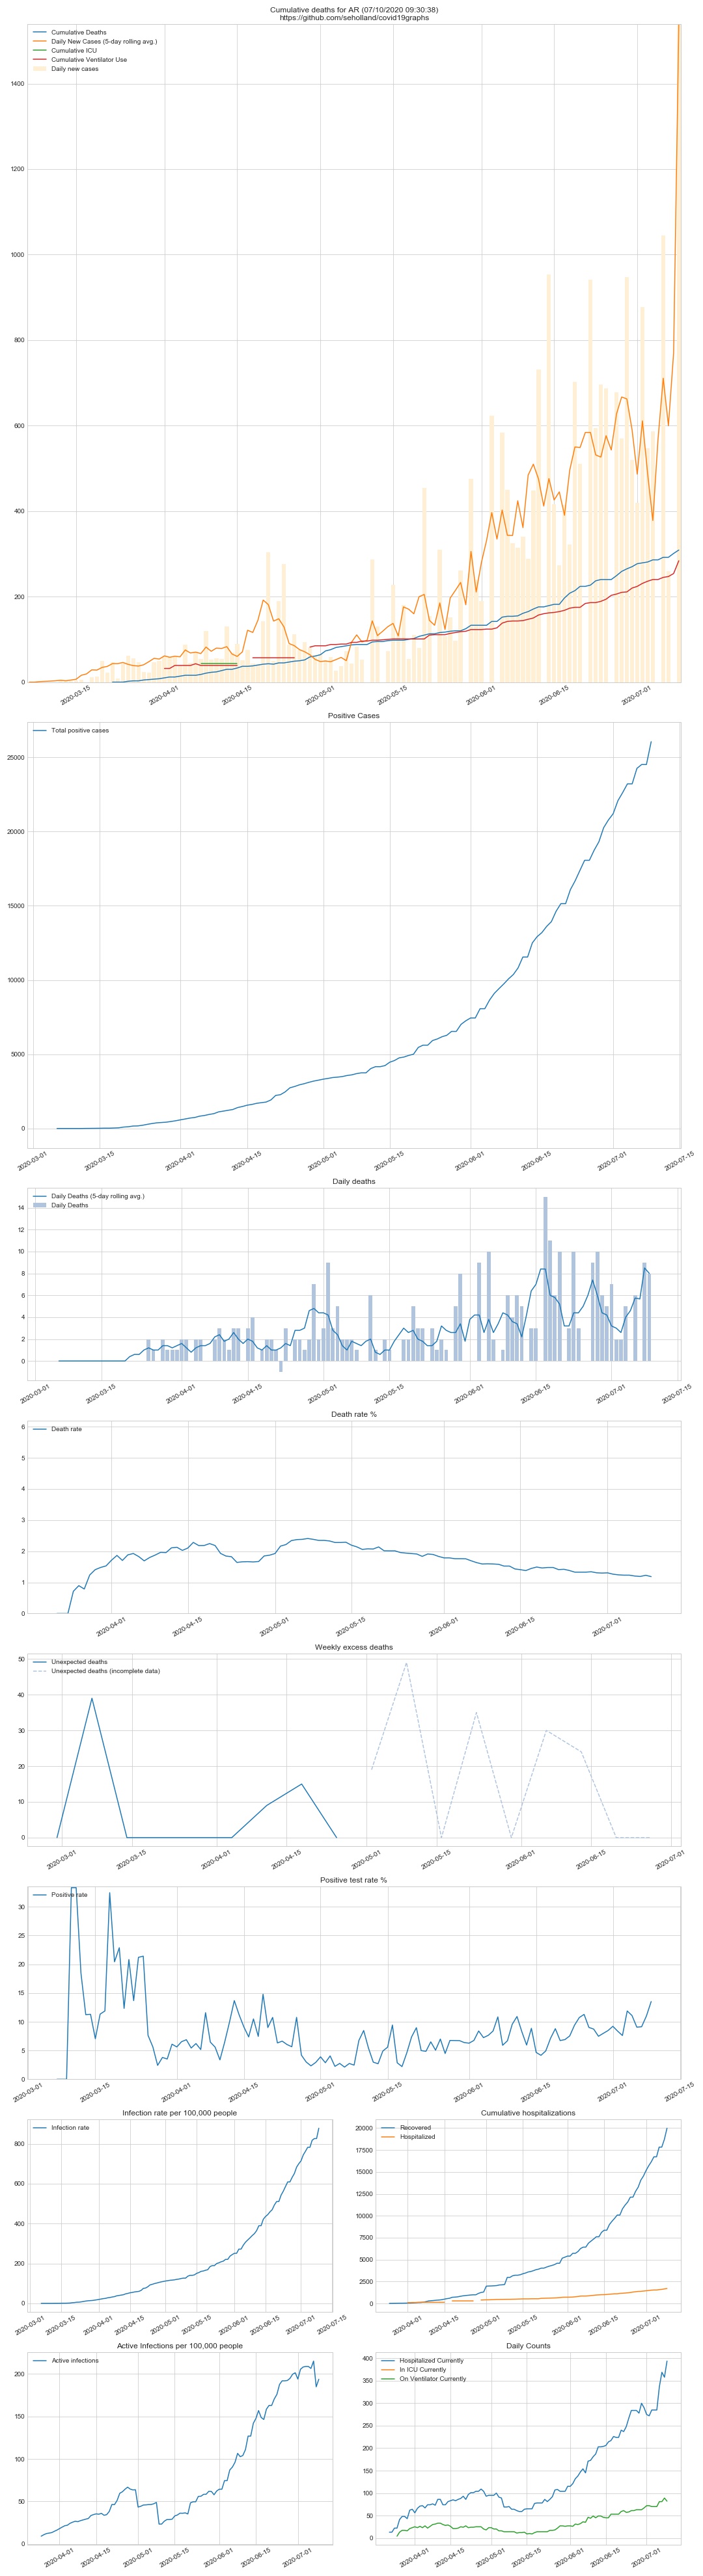 Cumulative deaths for AR (07/10/2020 09:30:38)
https://github.com/seholland/covid19graphs
Cumulative Deaths
Daily New Cases (5-day rolling avg.)
Cumulative ICU
Cumulative Ventilator Use
Daily new cases
1400
1200
1000
800
600
400
200
0
2020-03-15 2020-04-01 2020-04-15 2020-05-01 2020-05-15 2020-06-01 2020-06-15 2020-07-01
Positive Cases
Total positive cases
25000
20000
15000
10000
5000
0
2020-03-01 2020-03-15 2020-04-01 2020-04-15 2020-05-01 2020-05-15 2020-06-01 2020-06-15 2020-07-01 2020-07-15
Daily deaths
Daily Deaths (5-day rolling avg.)
Daily Deaths
14
12
10
8
6
4
2
0
2020-03-01 2020-03-15 2020-04-01 2020-04-15 2020-05-01 2020-05-15 2020-06-01 2020-06-15 2020-07-01 2020-07-15
Death rate %
Death rate
6
5
4
3
2
1
0
2020-04-01 2020-04-15 2020-05-01 2020-05-15 2020-06-01 2020-06-15 2020-07-01
Weekly excess deaths
Unexpected deaths
Unexpected deaths (incomplete data)
50
40
30
20
10
0
2020-03-01 2020-03-15 2020-04-01 2020-04-15 2020-05-01 2020-05-15 2020-06-01 2020-06-15 2020-07-01
Positive test rate %
Positive rate
30
25
20
15
10
5
0
2020-03-01 2020-03-15 2020-04-01 2020-04-15 2020-05-01 2020-05-15 2020-06-01 2020-06-15 2020-07-01 2020-07-15
Infection rate per 100,000 people
Infection rate
800
600
400
200
0
2020-03-01 2020-03-15 2020-04-01 2020-04-15 2020-05-01 2020-05-15 2020-06-01 2020-06-15 2020-07-01 2020-07-15
Cumulative hospitalizations
Recovered
Hospitalized
20000
17500
15000
12500
10000
7500
5000
2500
0
2020-04-01 2020-04-15 2020-05-01 2020-05-15 2020-06-01 2020-06-15 2020-07-01
Active Infections per 100,000 people
Active infections
200
150
100
50
0
2020-04-01 2020-04-15 2020-05-01 2020-05-15 2020-06-01 2020-06-15 2020-07-01
Daily Counts
Hospitalized Currently
In ICU Currently
On Ventilator Currently
400
350
300
250
200
150
100
50
0
2020-04-01 2020-04-15 2020-05-01 2020-05-15 2020-06-01 2020-06-15 2020-07-01